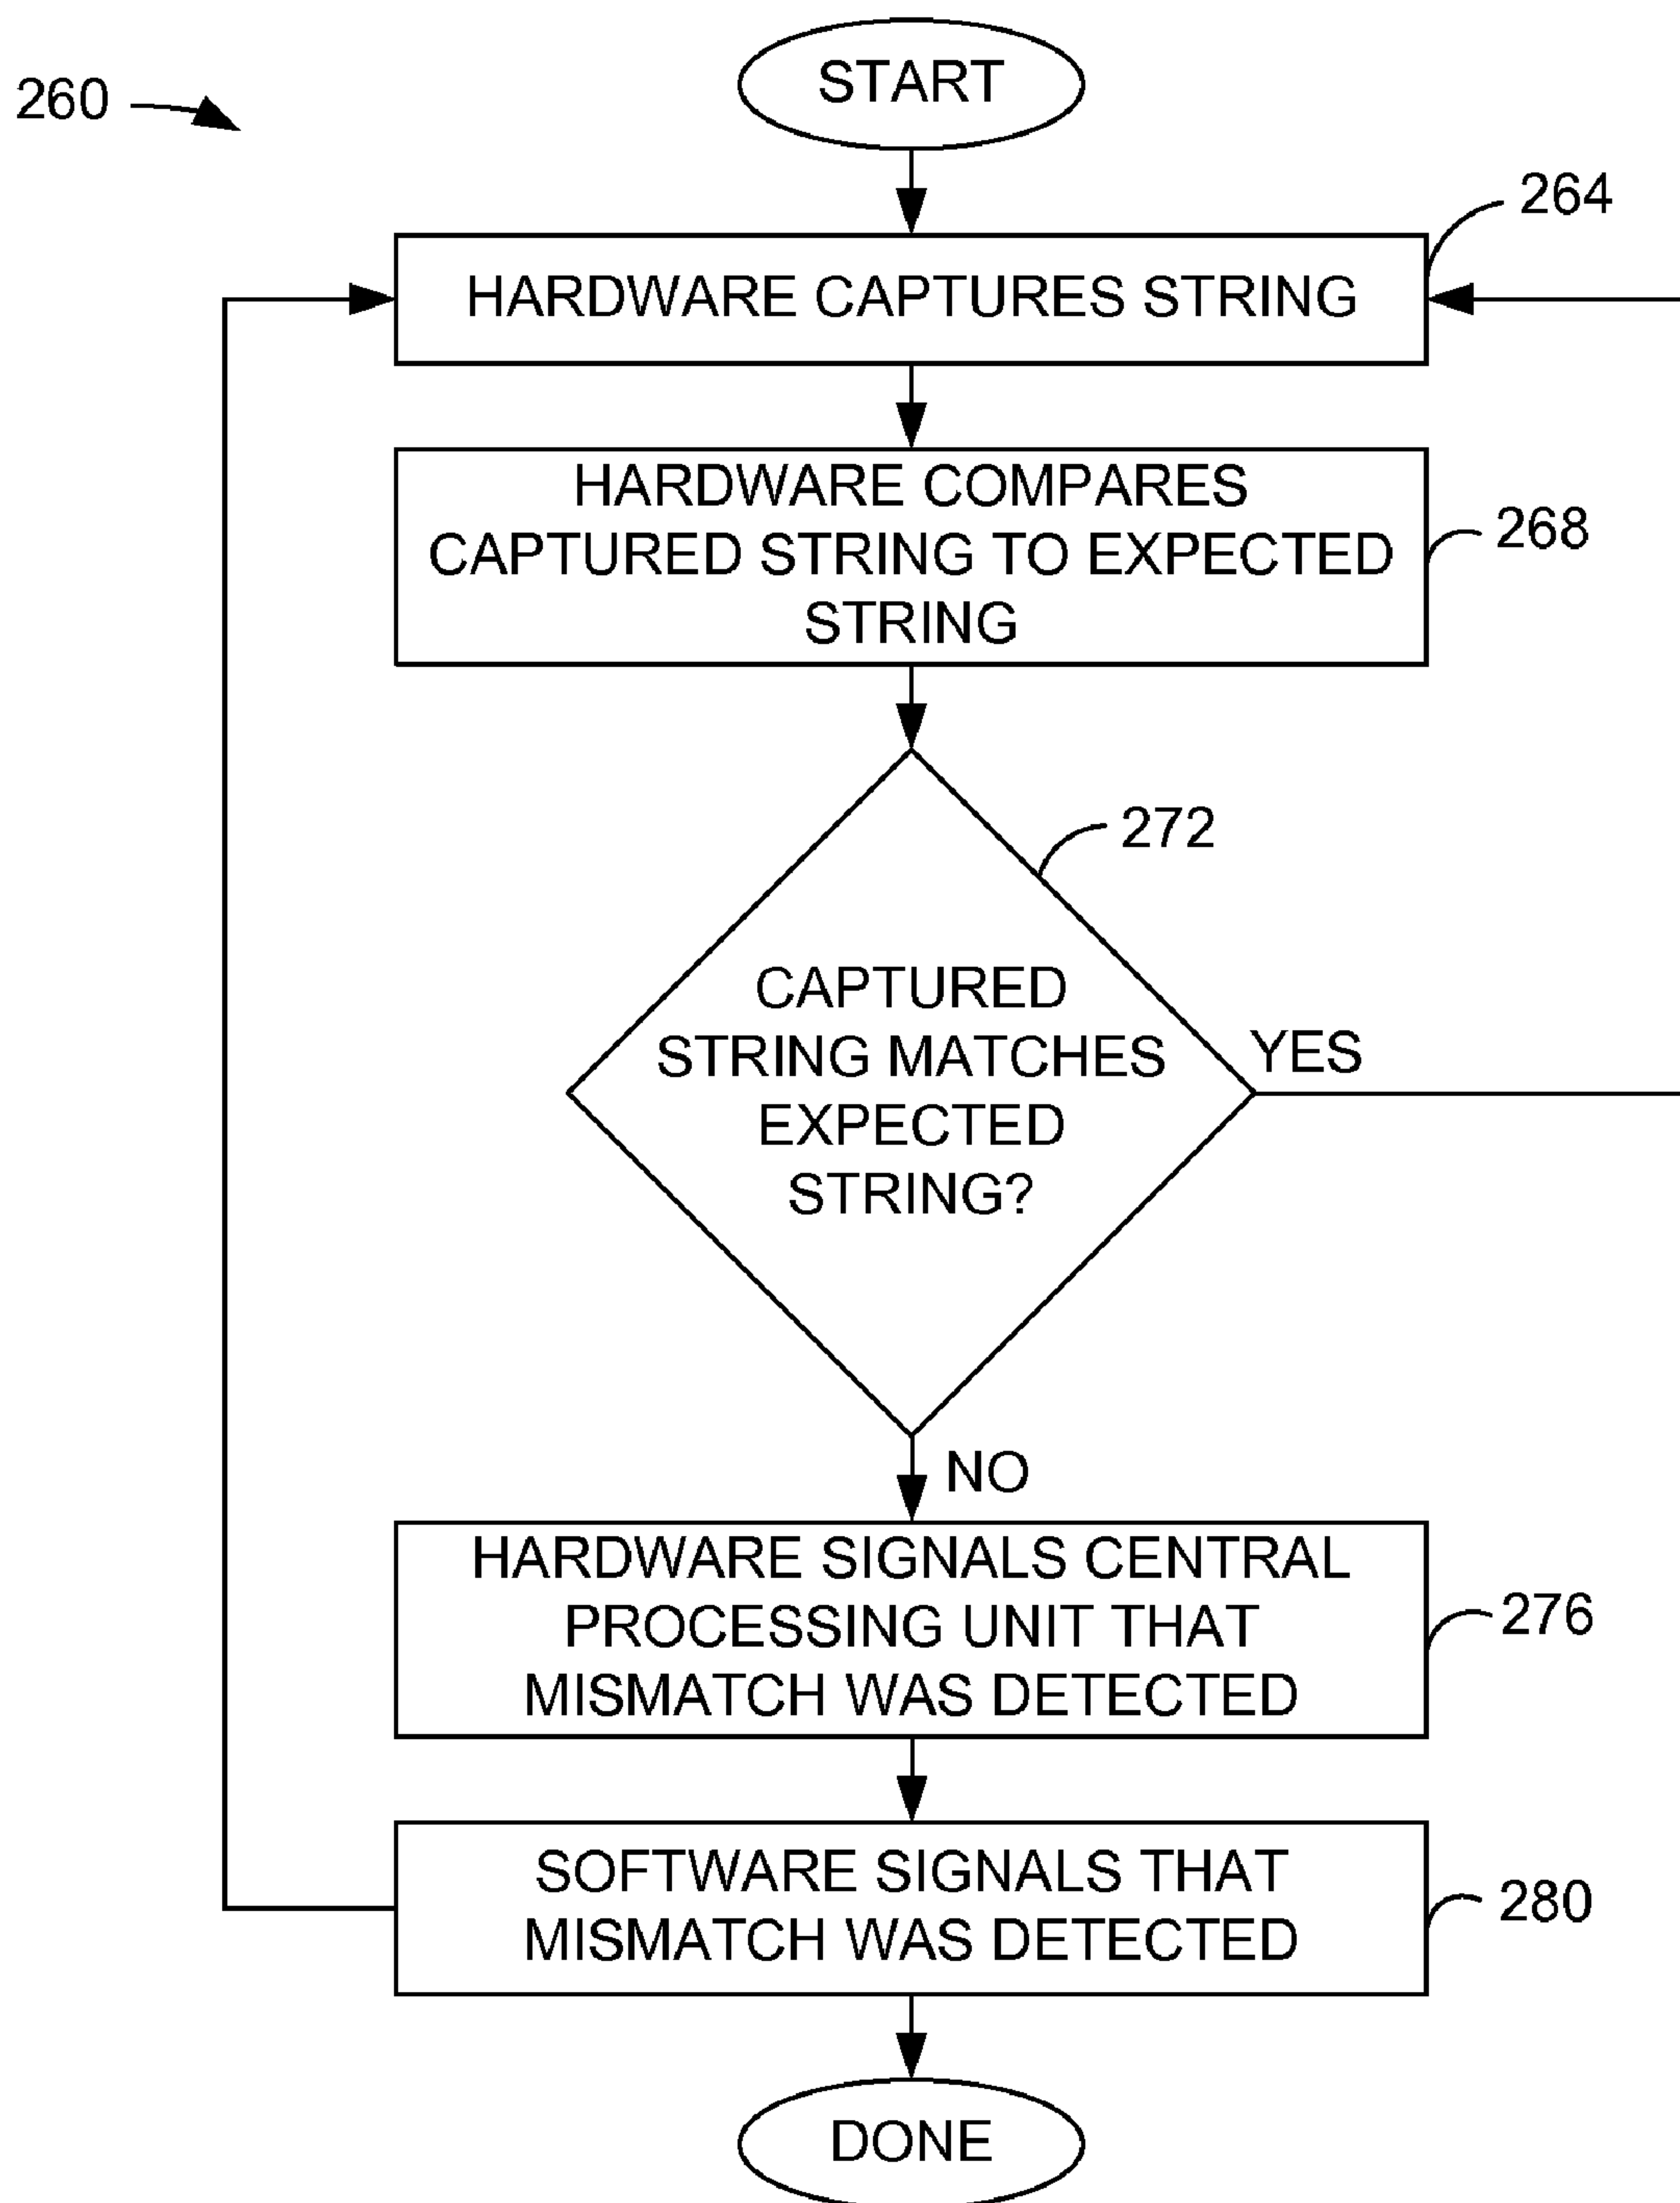 260
START
264
HARDWARE CAPTURES STRING
HARDWARE COMPARES
CAPTURED STRING TO EXPECTED
STRING
268
272
CAPTURED
STRING MATCHES
EXPECTED
STRING?
YES
NO
HARDWARE SIGNALS CENTRAL
PROCESSING UNIT THAT
MISMATCH WAS DETECTED
276
SOFTWARE SIGNALS THAT
MISMATCH WAS DETECTED
280
DONE